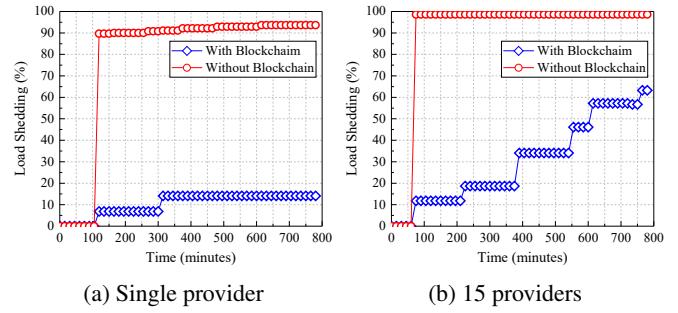 100
90
80
70
60
50
40
30
20
10
0
Load Shedding (%)
With Blockchaim
Without Blockchain
0 100 200 300 400 500 600 700 800
Time (minutes)
(a) Single provider
100
90
80
70
60
50
40
30
20
10
0
Load Shedding (%)
With Blockchaim
Without Blockchain
0 100 200 300 400 500 600 700 800
Time (minutes)
(b) 15 providers